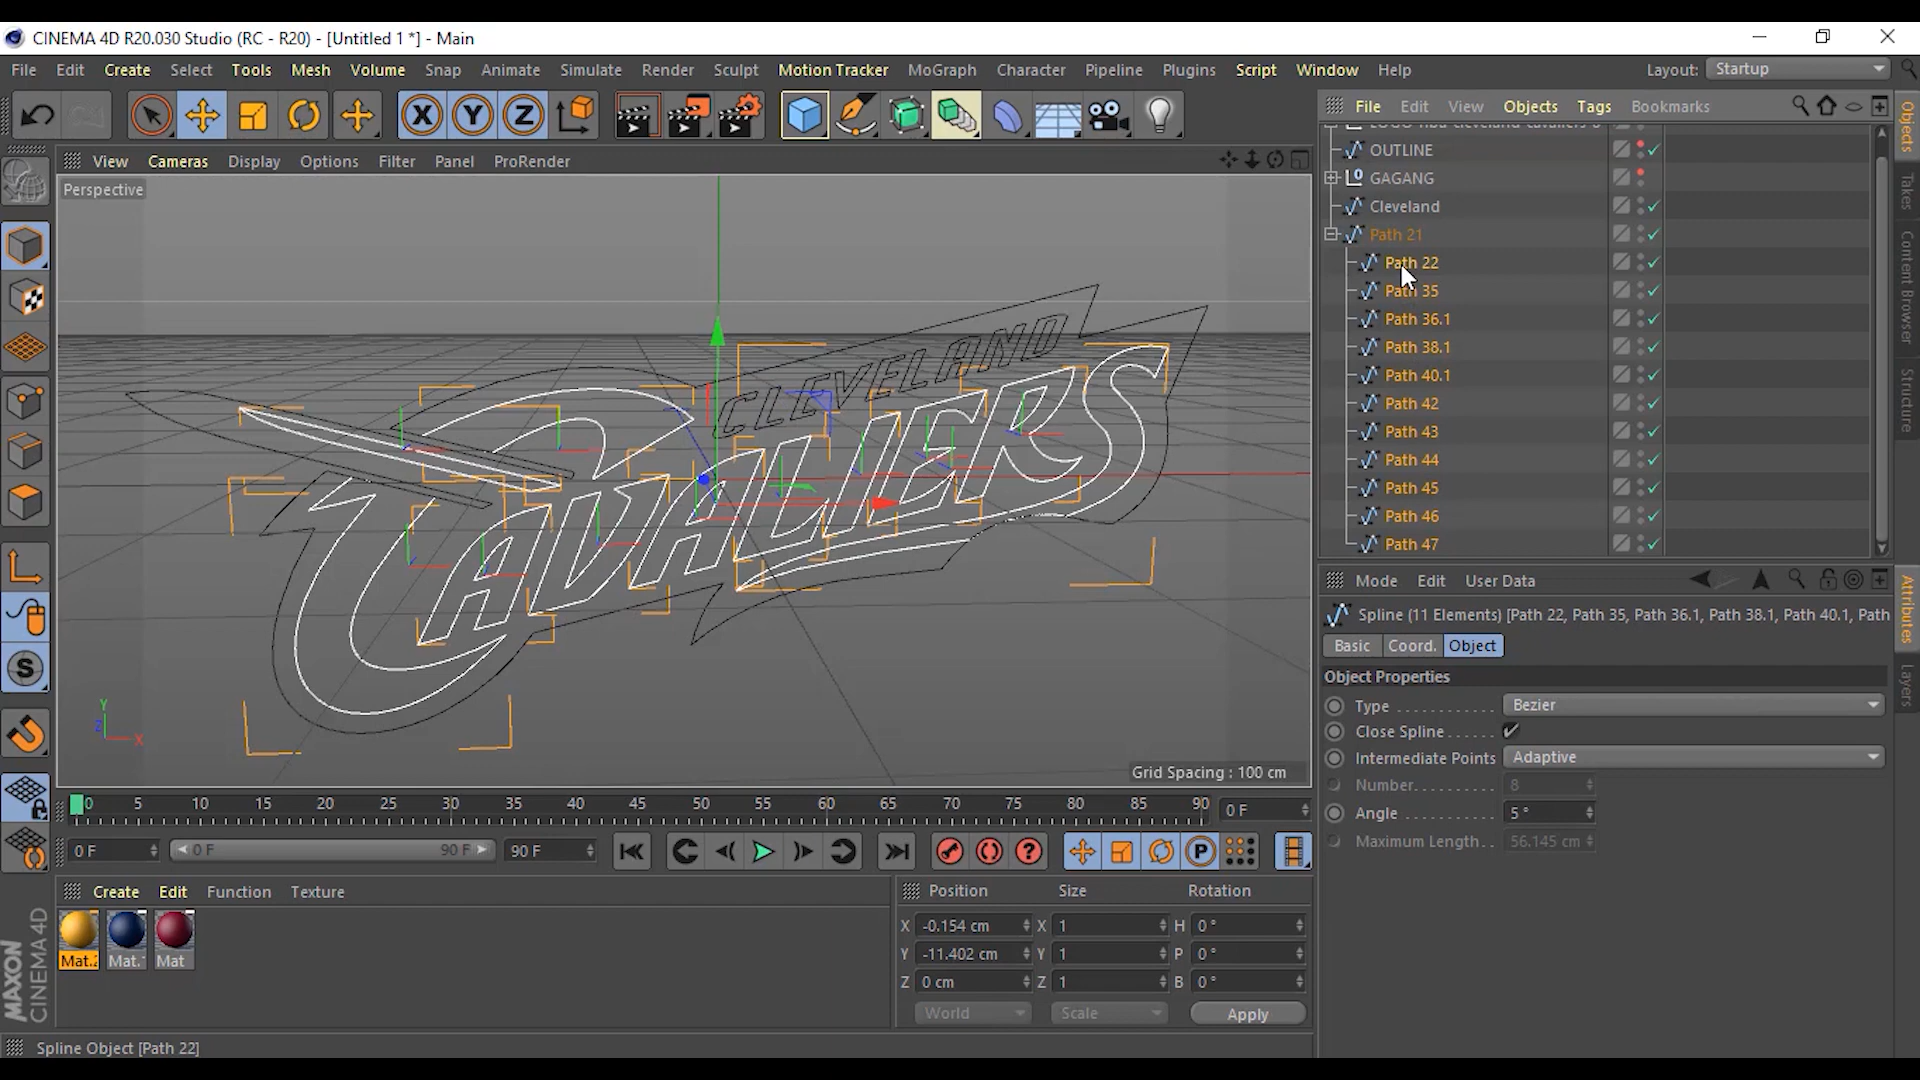 CINEMA 4D R20.030 Studio (RC - R20) - [Untitled 1 *] - Main
File Edit Create Select Tools Mesh Volume Snap Animate Simulate Render Sculpt Motion Tracker MoGraph Character Pipeline Plugins Script Window Help Layout: Startup
X Y Z
File Edit View Objects Tags Bookmarks
View Cameras Display Options Filter Panel ProRender
Perspective
CLEVELAND
CAVALIERS
Y
Z
X
Grid Spacing : 100 cm
OUTLINE
GAGANG
Cleveland
Path 21
Path 22
Path 35
Path 36.1
Path 38.1
Path 40.1
Path 42
Path 43
Path 44
Path 45
Path 46
Path 47
Objects
Takes
Content Browser
Structure
Mode Edit User Data
Spline (11 Elements) [Path 22, Path 35, Path 36.1, Path 38.1, Path 40.1, Path
Basic Coord. Object
Object Properties
Type Bezier
Close Spline
Intermediate Points Adaptive
Number 8
Angle 5 °
Maximum Length 56.145 cm
Attributes
Layers
0 5 10 15 20 25 30 35 40 45 50 55 60 65 70 75 80 85 90 0 F
0 F 0 F 90 F 90 F
Create Edit Function Texture
Mat.2 Mat.1 Mat
Position Size Rotation
X -0.154 cm X 1 H 0 °
Y -11.402 cm Y 1 P 0 °
Z 0 cm Z 1 B 0 °
World Scale Apply
MAXON
CINEMA 4D
Spline Object [Path 22]